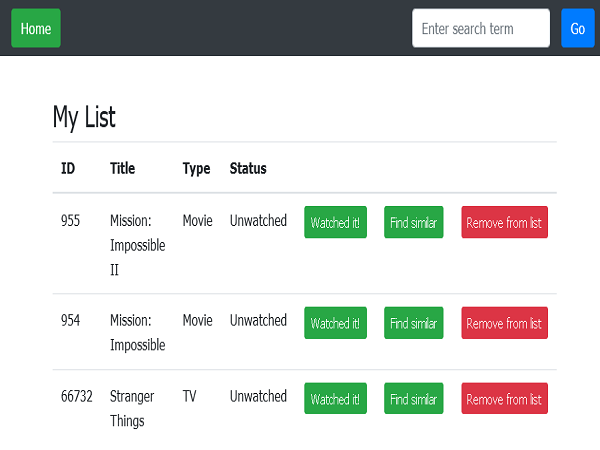 Home Enter search term Go
My List
ID Title Type Status
955 Mission: Movie Unwatched Watched it! Find similar Remove from list
Impossible
II
954 Mission: Movie Unwatched Watched it! Find similar Remove from list
Impossible
66732 Stranger TV Unwatched Watched it! Find similar Remove from list
Things